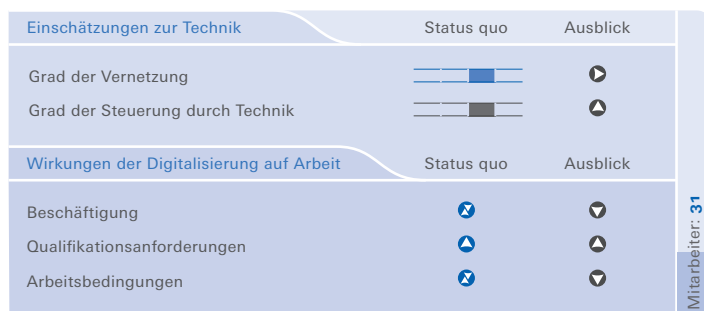 Einschätzungen zur Technik Status quo Ausblick
Grad der Vernetzung
Grad der Steuerung durch Technik
Wirkungen der Digitalisierung auf Arbeit Status quo Ausblick
Beschäftigung
Qualifikationsanforderungen
Arbeitsbedingungen
Mitarbeiter: 31